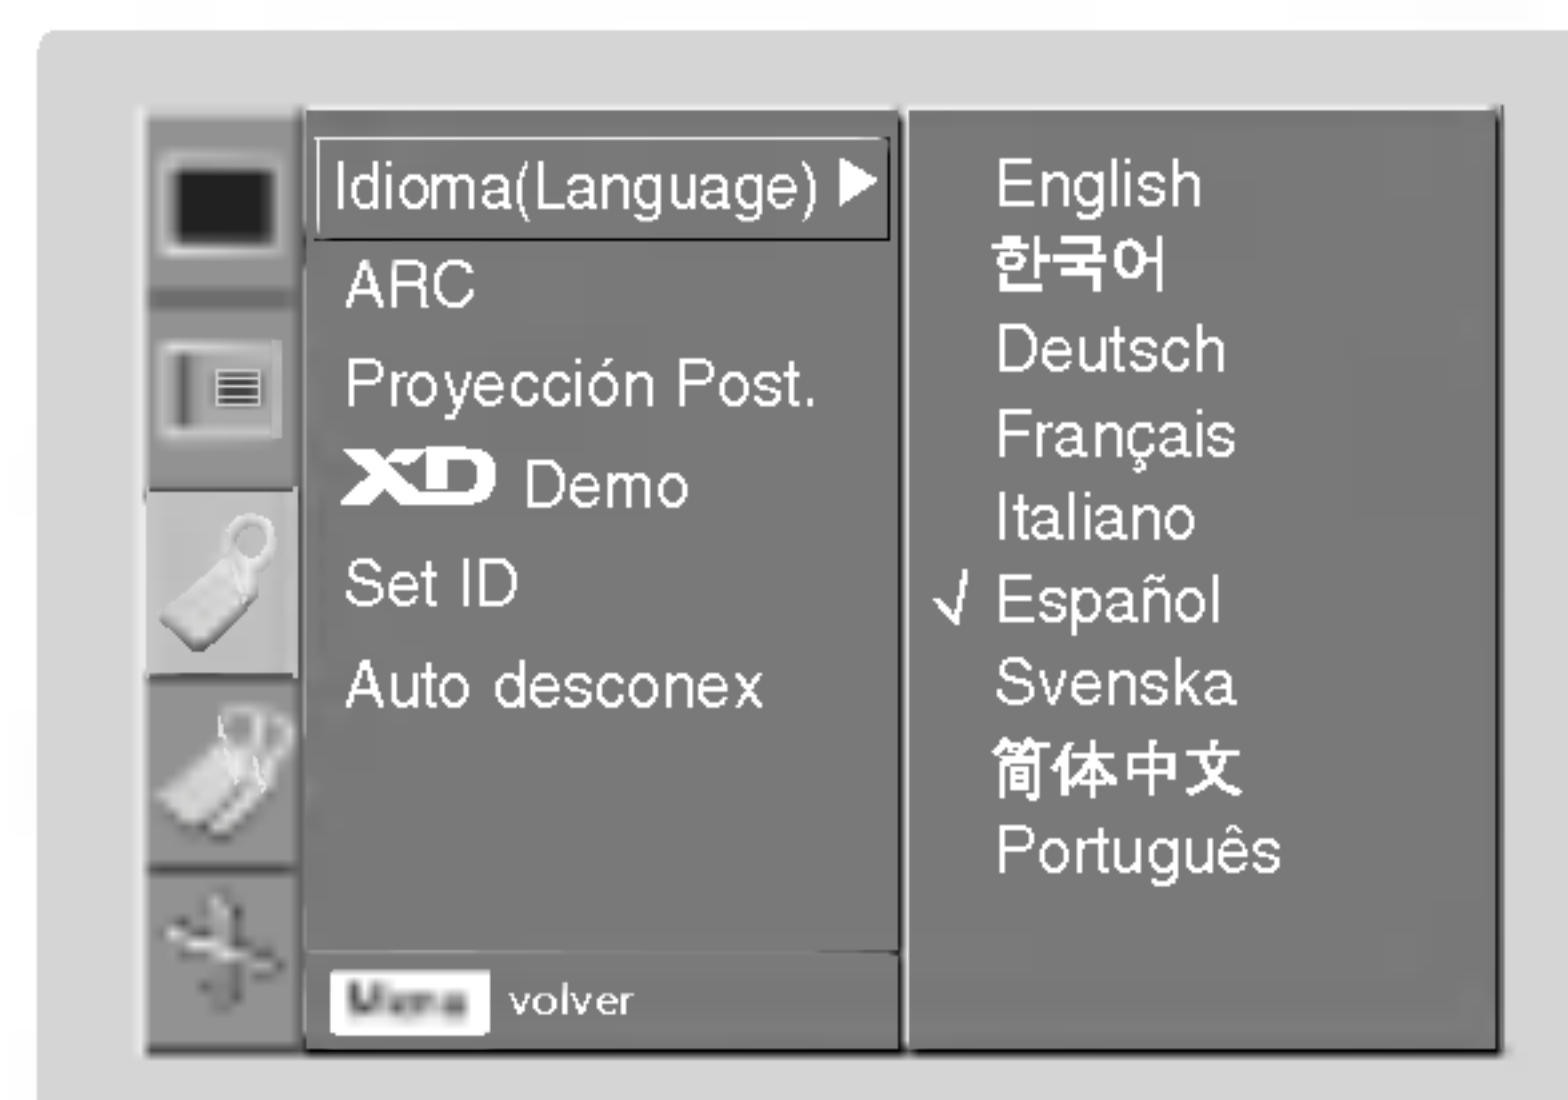 Idioma(Language) ▶
ARC
Proyección Post.
XD Demo
Set ID
Auto desconex
volver
English
한국어
Deutsch
Français
Italiano
√ Español
Svenska
简体中文
Português